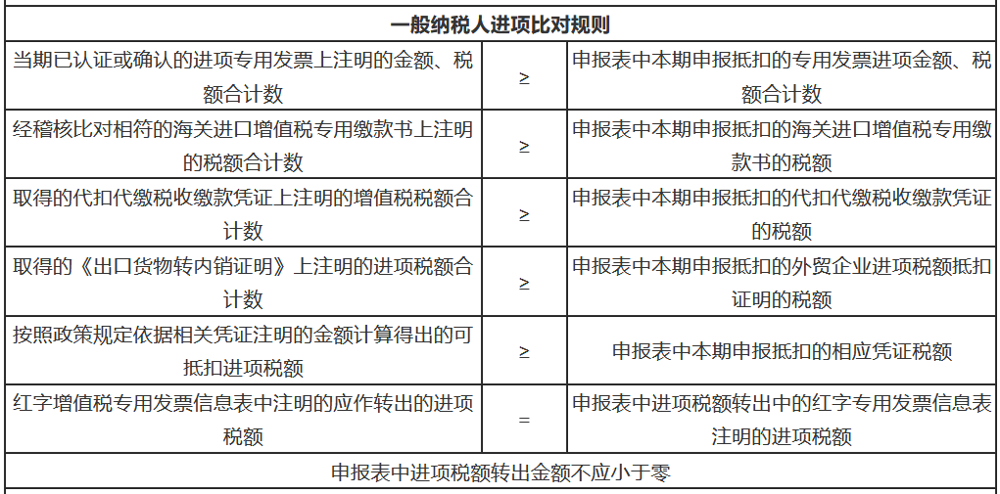 一般纳税人进项比对规则
当期已认证或确认的进项专用发票上注明的金额、税
额合计数
≥
申报表中本期申报抵扣的专用发票进项金额、税
额合计数
经稽核比对相符的海关进口增值税专用缴款书上注明
的税额合计数
≥
申报表中本期申报抵扣的海关进口增值税专用缴
款书的税额
取得的代扣代缴税收缴款凭证上注明的增值税税额合
计数
≥
申报表中本期申报抵扣的代扣代缴税收缴款凭证
的税额
取得的《出口货物转内销证明》上注明的进项税额合
计数
≥
申报表中本期申报抵扣的外贸企业进项税额抵扣
证明的税额
按照政策规定依据相关凭证注明的金额计算得出的可
抵扣进项税额
≥
申报表中本期申报抵扣的相应凭证税额
红字增值税专用发票信息表中注明的应作转出的进项
税额
=
申报表中进项税额转出中的红字专用发票信息表
注明的进项税额
申报表中进项税额转出金额不应小于零